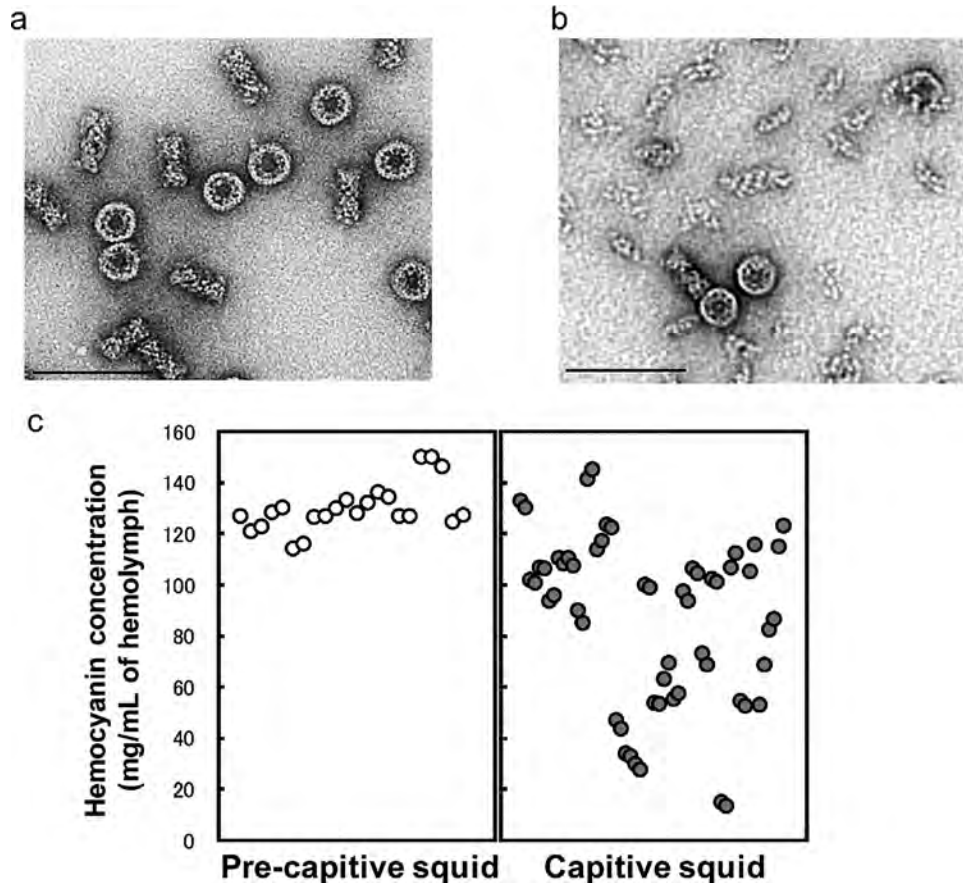 a
b
c
Hemocyanin concentration
(mg/mL of hemolymph)
160
140
120
100
80
60
40
20
0
Pre-capitive squid
Capitive squid